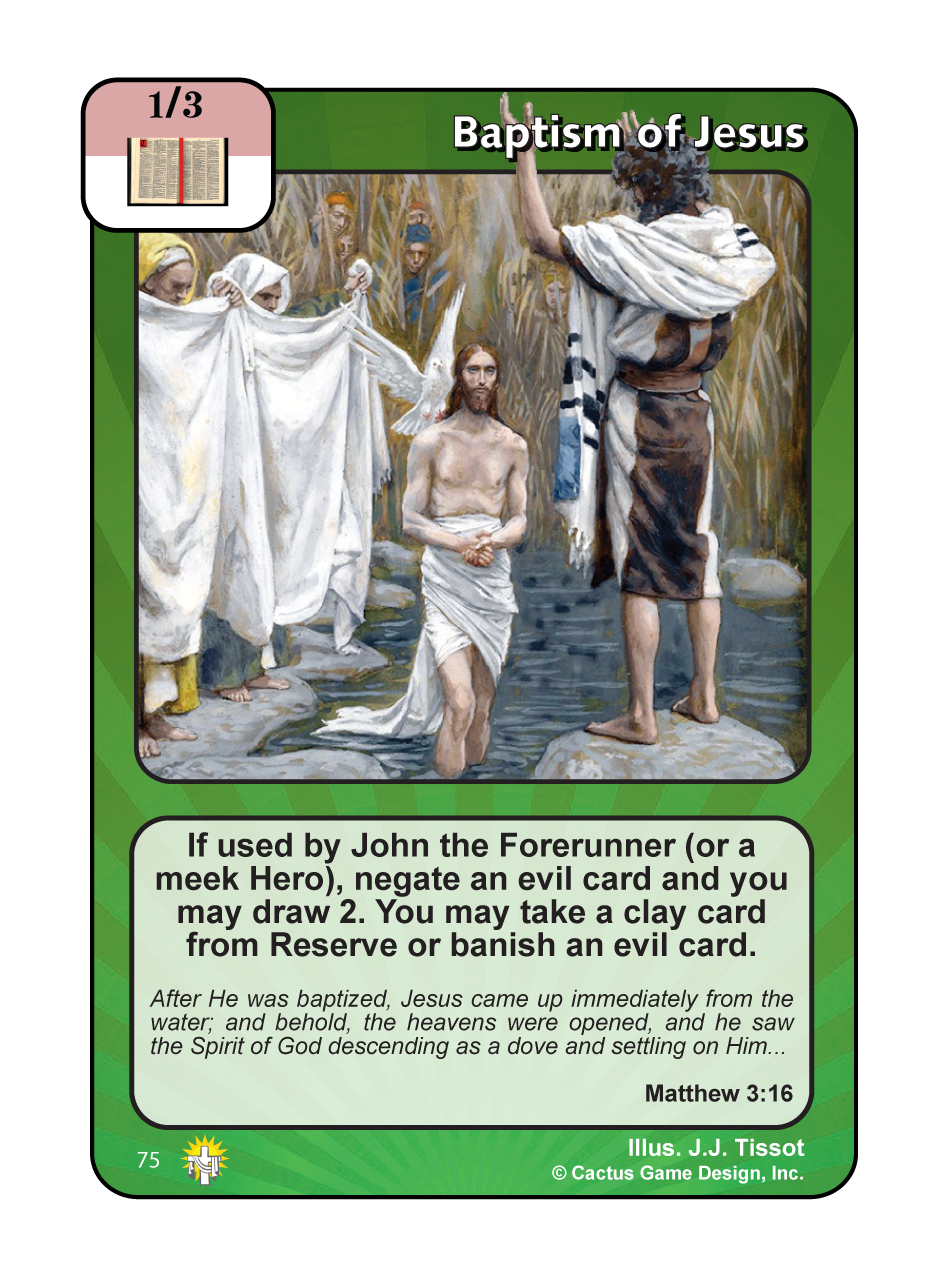 1/3
Baptism of Jesus
If used by John the Forerunner (or a
meek Hero), negate an evil card and you
may draw 2. You may take a clay card
from Reserve or banish an evil card.
After He was baptized, Jesus came up immediately from the
water; and behold, the heavens were opened, and he saw
the Spirit of God descending as a dove and settling on Him...
Matthew 3:16
75
Illus. J.J. Tissot
© Cactus Game Design, Inc.